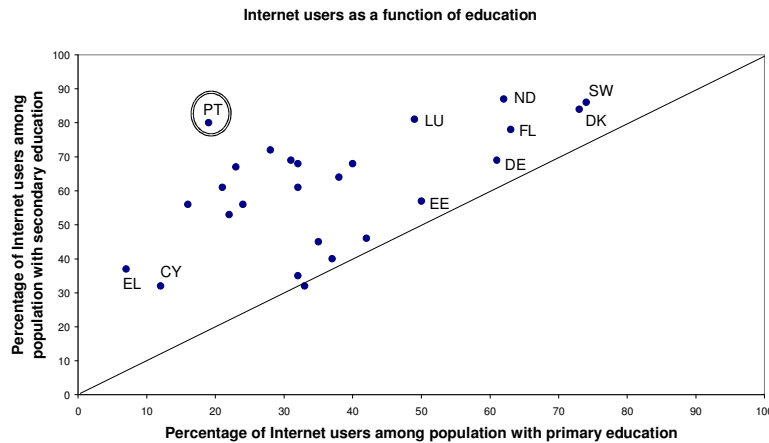 Internet users as a function of education
Percentage of Internet users among
population with secondary education
100
90
80
70
60
50
40
30
20
10
0
PT
ND
SW
LU
FL
DK
DE
EE
EL
CY
0
10
20
30
40
50
60
70
80
90
100
Percentage of Internet users among population with primary education